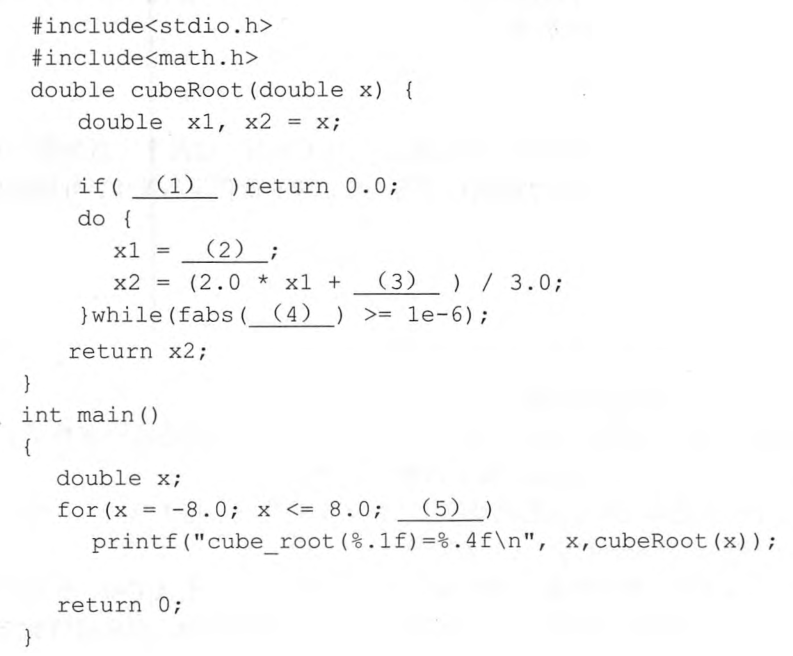 #include<stdio.h>
#include<math.h>
double cubeRoot(double x) {
double x1, x2 = x;
if( (1) )return 0.0;
do {
x1 = (2) ;
x2 = (2.0 * x1 + (3) ) / 3.0;
}while(fabs( (4) ) >= 1e-6);
return x2;
}
int main()
{
double x;
for(x = -8.0; x <= 8.0; (5) )
printf("cube_root(%.1f)=%.4f\n", x,cubeRoot(x));
return 0;
}